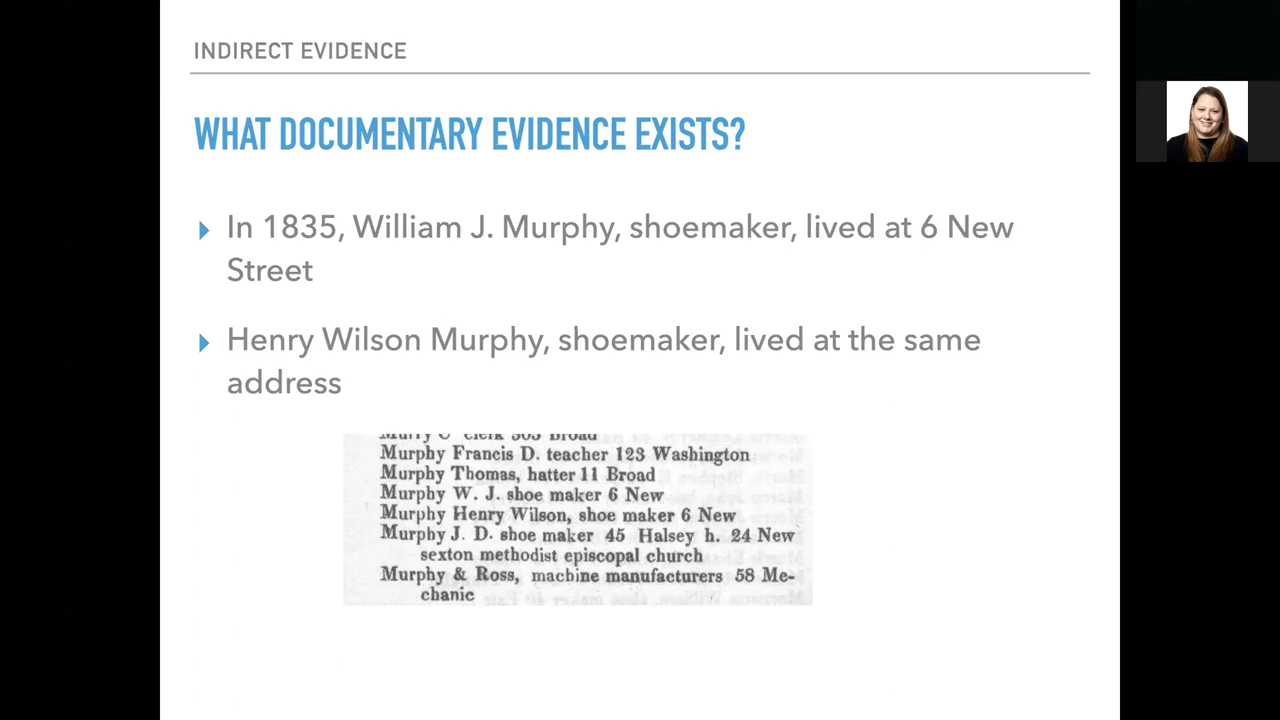 INDIRECT EVIDENCE
WHAT DOCUMENTARY EVIDENCE EXISTS?
In 1835, William J. Murphy, shoemaker, lived at 6 New
Street
Henry Wilson Murphy, shoemaker, lived at the same
address
clerk 303 Broad
Murphy Francis D. teacher 123 Washington
Murphy Thomas, hatter 11 Broad
Murphy W. J. shoe maker 6 New
Murphy Henry Wilson, shoe maker 6 New
Murphy J. D. shoe maker 45 Halsey h. 24 New
sexton methodist episcopal church
Murphy & Ross, machine manufacturers 58 Me-
chanic